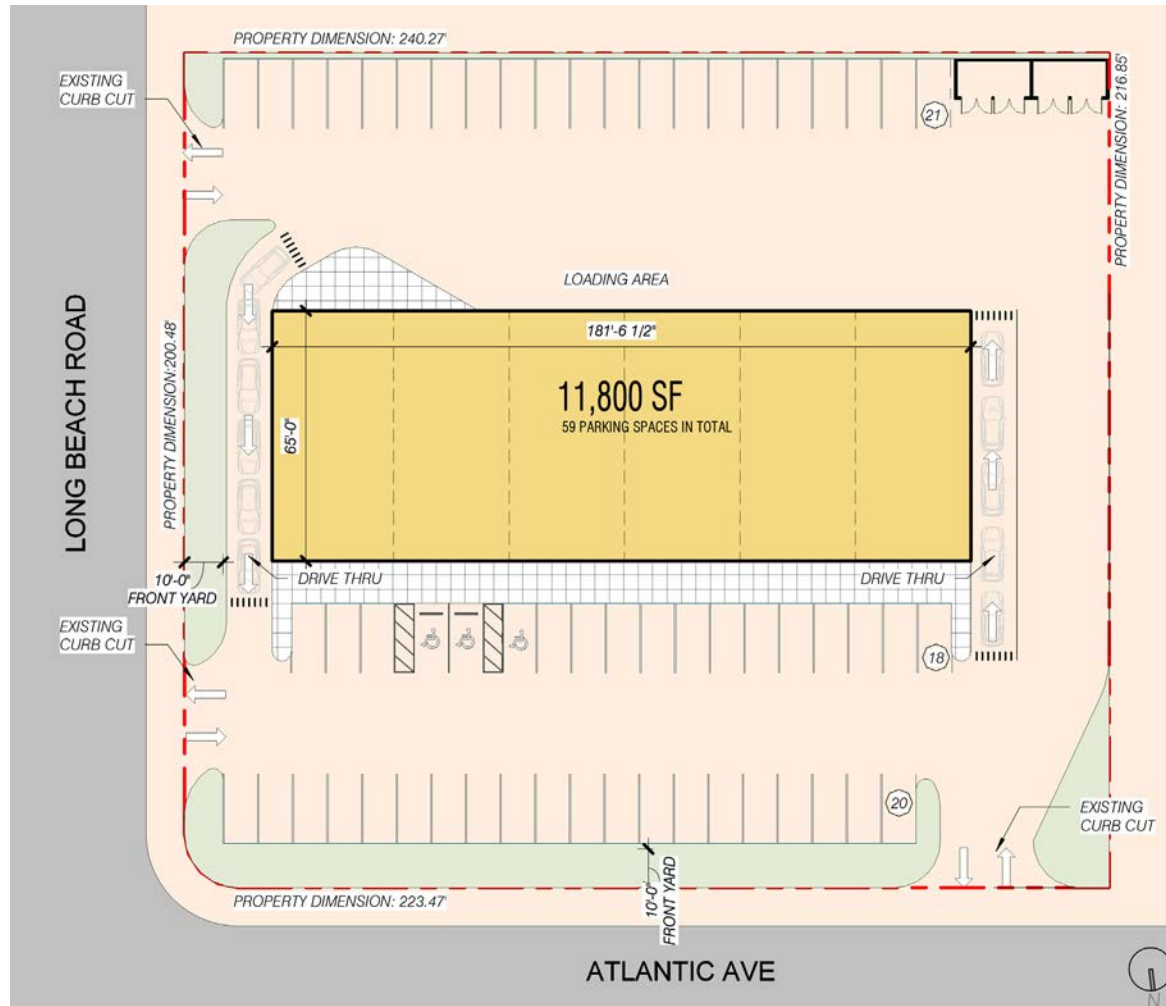 PROPERTY DIMENSION: 240.27'
EXISTING
CURB CUT
21
PROPERTY DIMENSION: 216.85'
LOADING AREA
181'-6 1/2"
11,800 SF
59 PARKING SPACES IN TOTAL
65'-0"
LONG BEACH ROAD
PROPERTY DIMENSION:200.48'
10'-0"
FRONT YARD
DRIVE THRU
DRIVE THRU
EXISTING
CURB CUT
18
20
EXISTING
CURB CUT
10'-0"
FRONT YARD
PROPERTY DIMENSION: 223.47'
ATLANTIC AVE
N